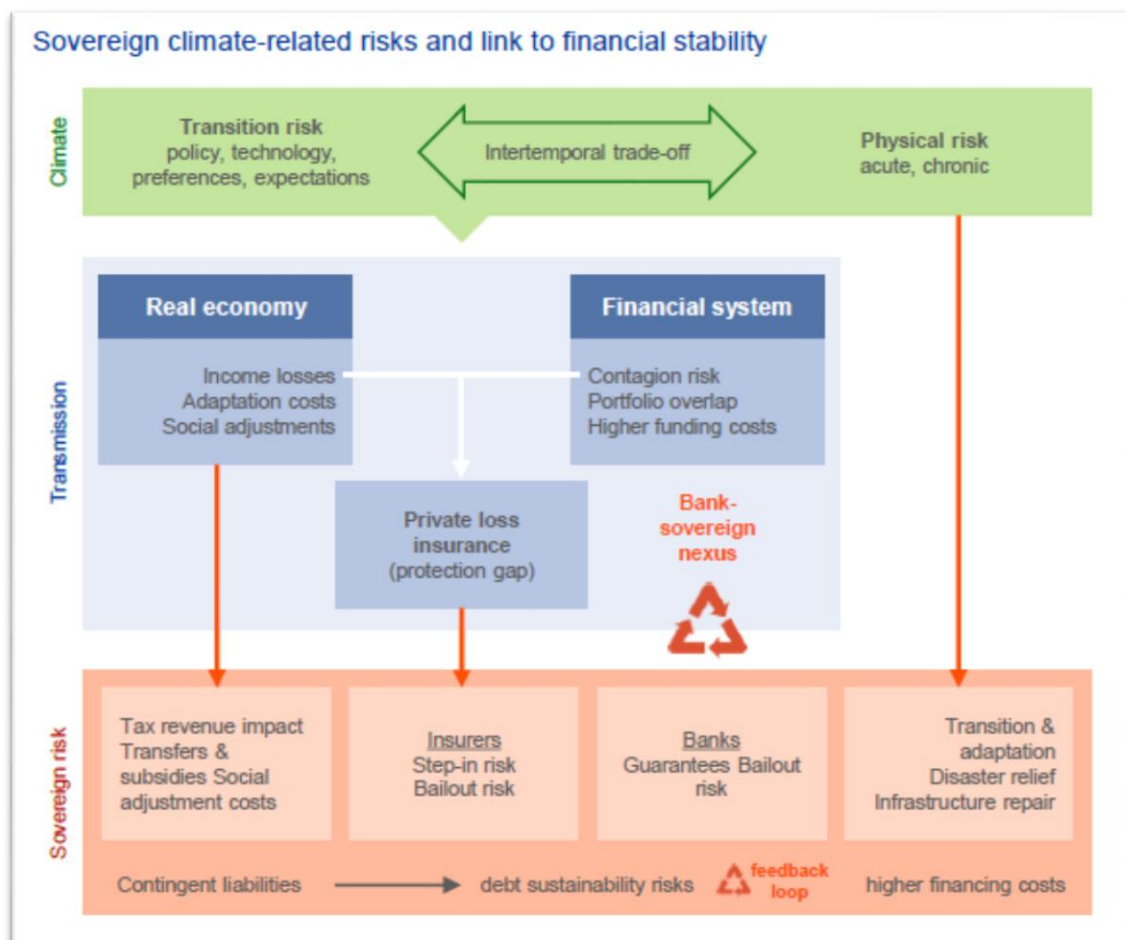 Sovereign climate-related risks and link to financial stability
Climate
Transition risk
policy, technology,
preferences, expectations
Intertemporal trade-off
Physical risk
acute, chronic
Transmission
Real economy
Income losses
Adaptation costs
Social adjustments
Financial system
Contagion risk
Portfolio overlap
Higher funding costs
Private loss
insurance
(protection gap)
Bank-
sovereign
nexus
Sovereign risk
Tax revenue impact
Transfers &
subsidies Social
adjustment costs
Insurers
Step-in risk
Bailout risk
Banks
Guarantees Bailout
risk
Transition &
adaptation
Disaster relief
Infrastructure repair
Contingent liabilities
debt sustainability risks
feedback
loop
higher financing costs